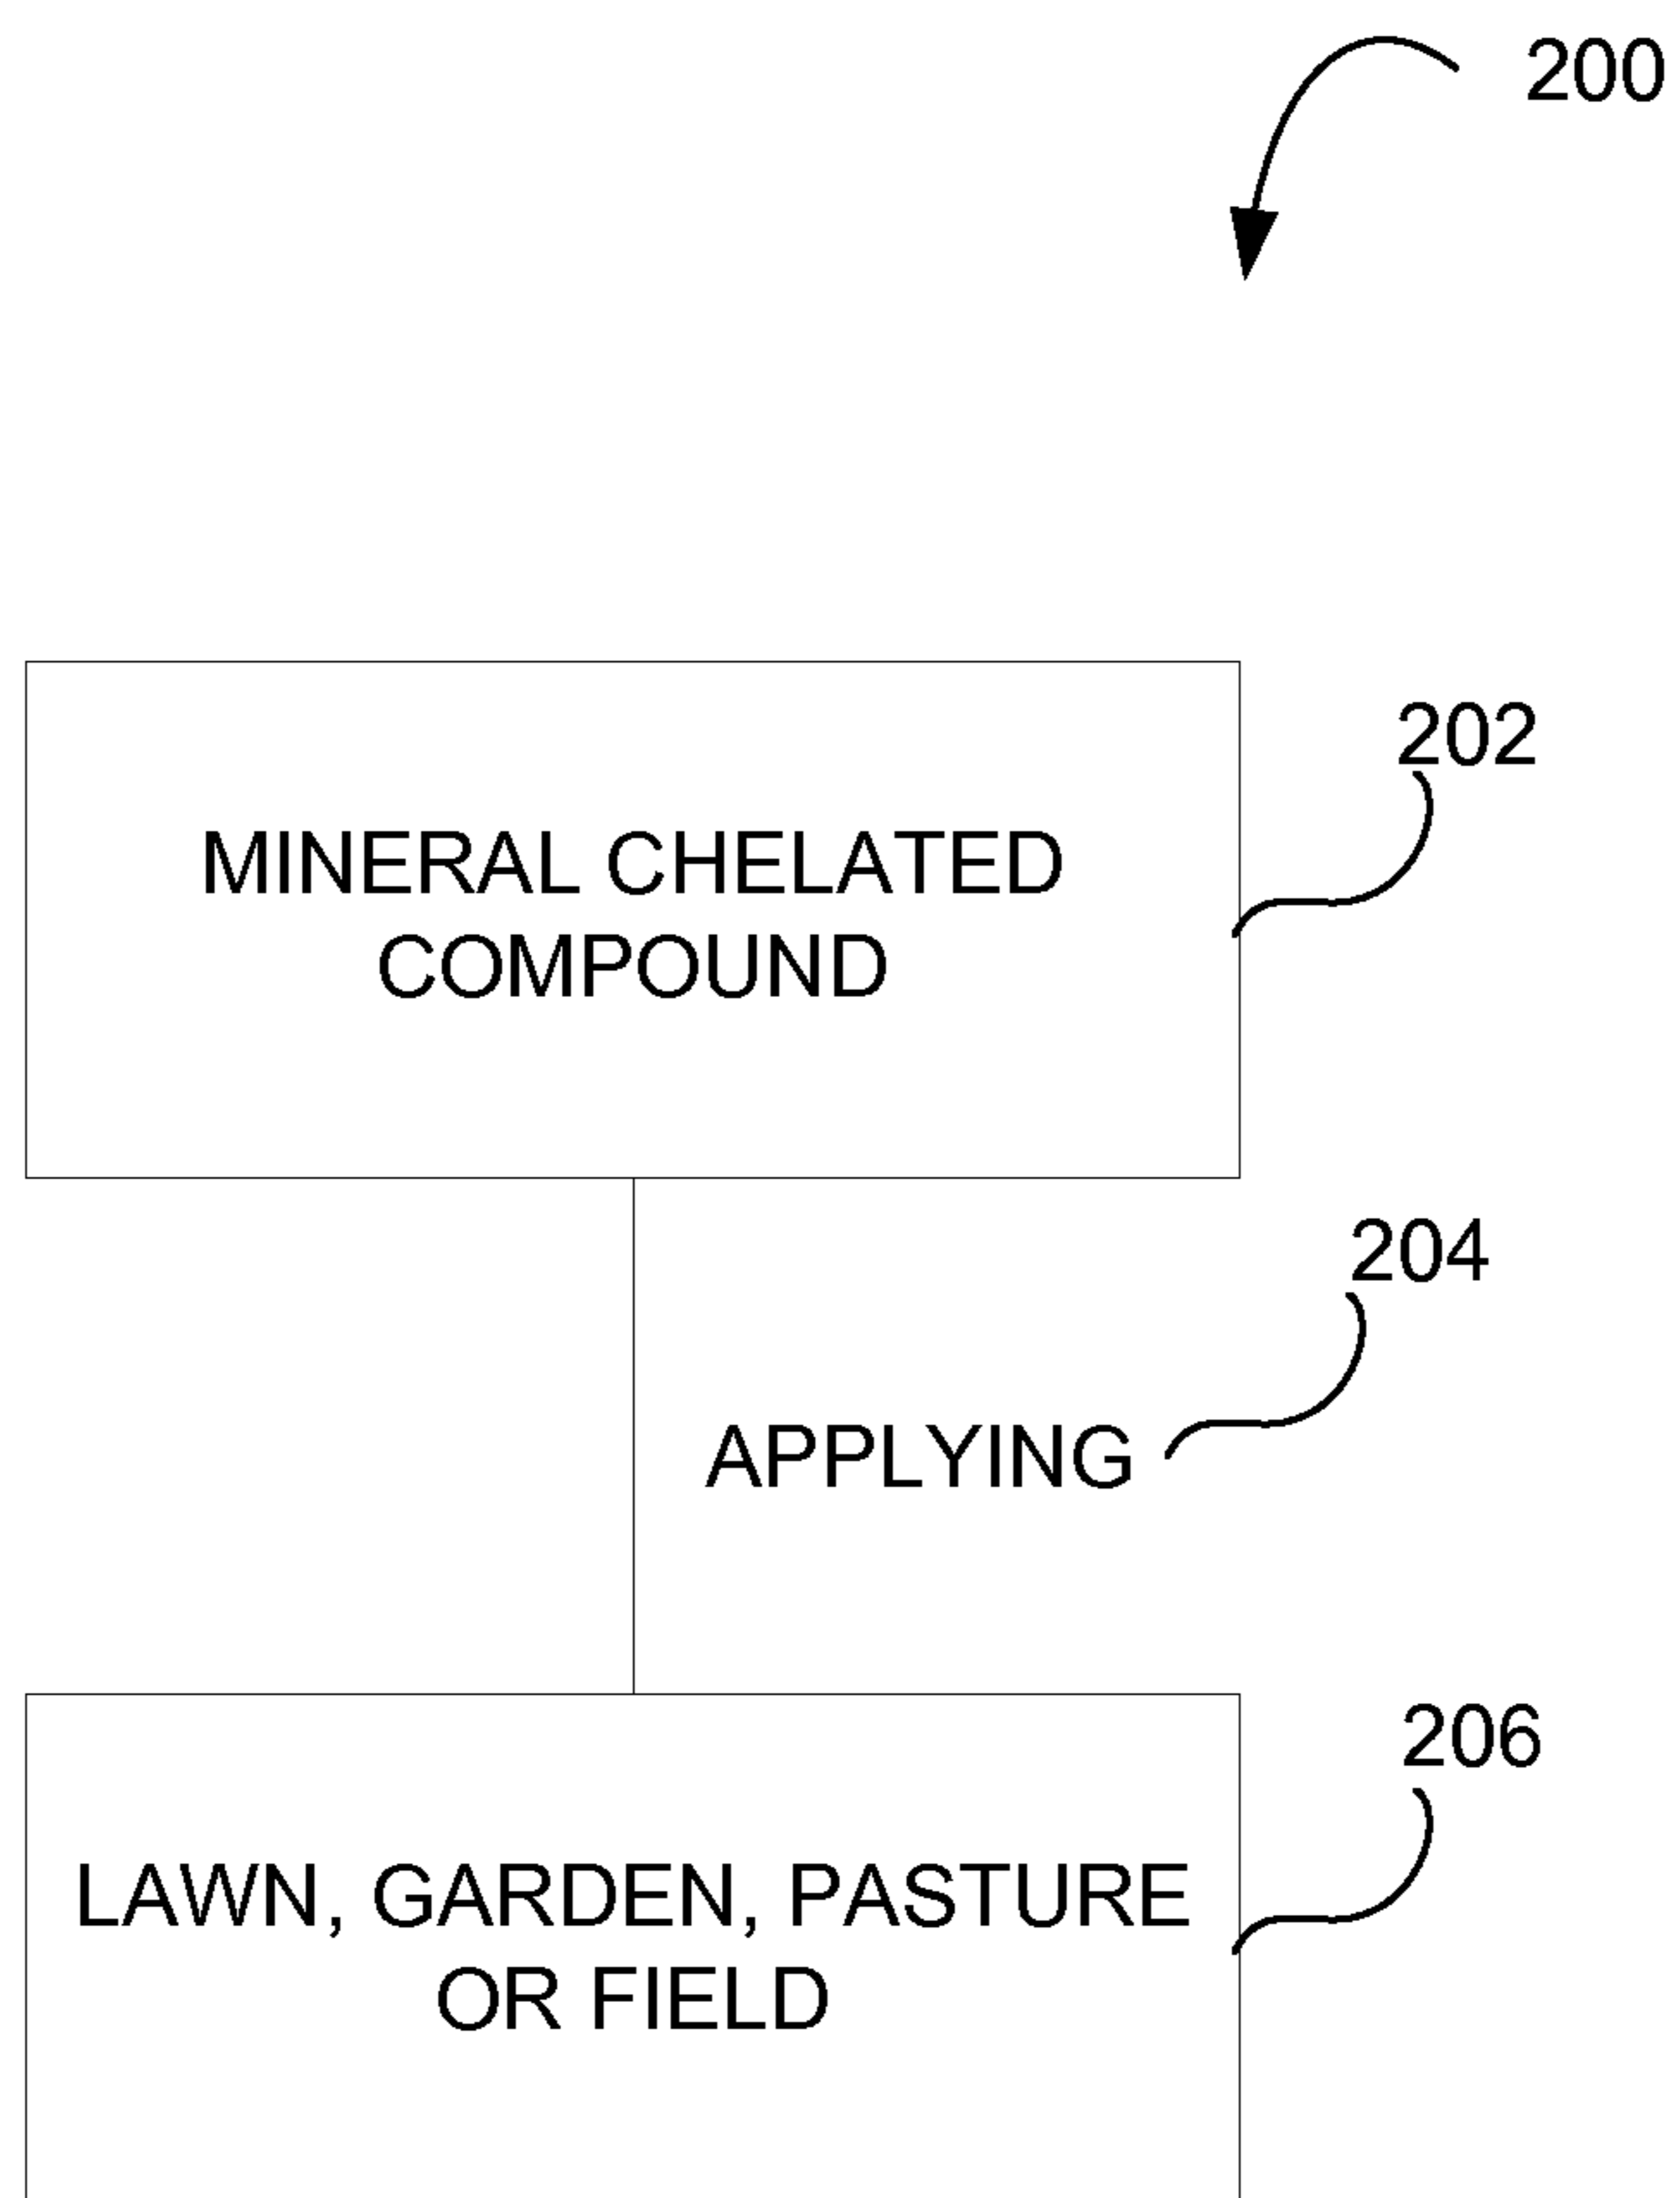 200
202
MINERAL CHELATED
COMPOUND
204
APPLYING
206
LAWN, GARDEN, PASTURE
OR FIELD